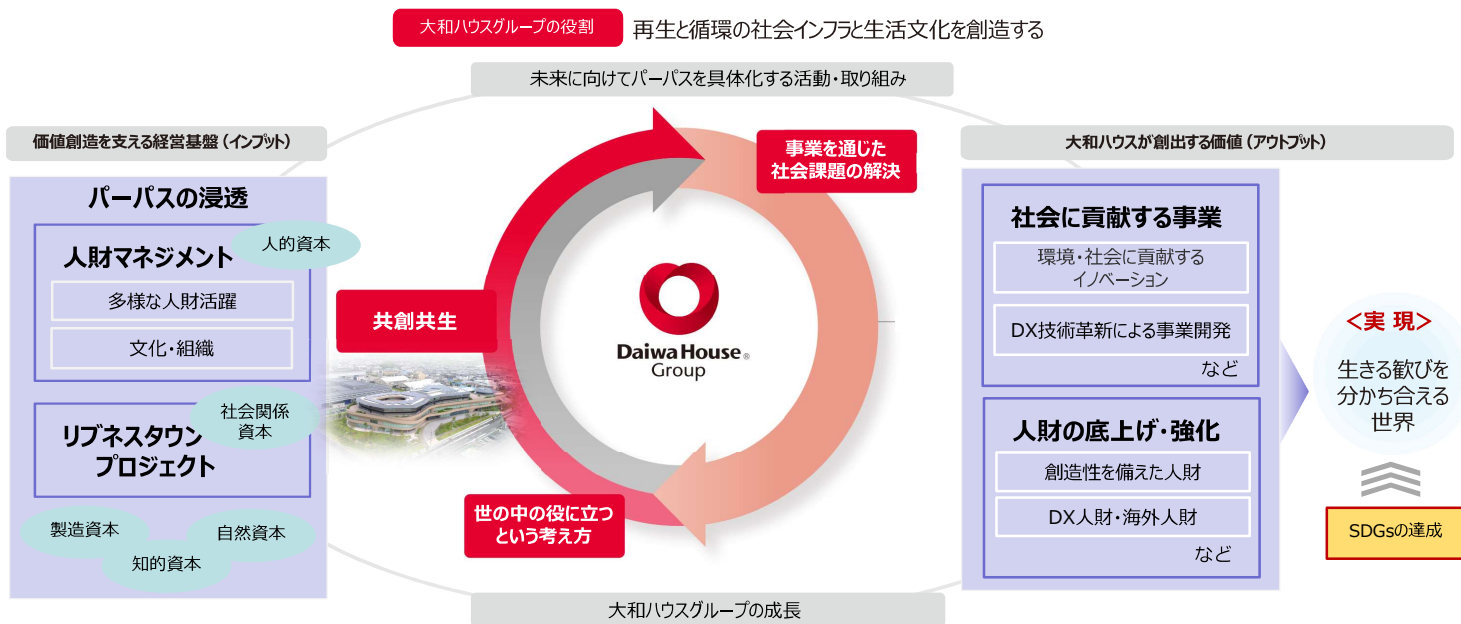 大和ハウスグループの役割
再生と循環の社会インフラと生活文化を創造する
未来に向けてパーパスを具体化する活動・取り組み
価値創造を支える経営基盤（インプット）
パーパスの浸透
人財マネジメント
人的資本
多様な人財活躍
文化・組織
社会関係
資本
リブネスタウン
プロジェクト
製造資本
自然資本
知的資本
事業を通じた
社会課題の解決
共創共生
Daiwa House®
Group
世の中の役に立つ
という考え方
大和ハウスグループの成長
大和ハウスが創出する価値（アウトプット）
社会に貢献する事業
環境・社会に貢献する
イノベーション
DX技術革新による事業開発
など
人財の底上げ・強化
創造性を備えた人財
DX人財・海外人財
など
＜実 現＞
生きる歓びを
分かち合える
世界
SDGsの達成